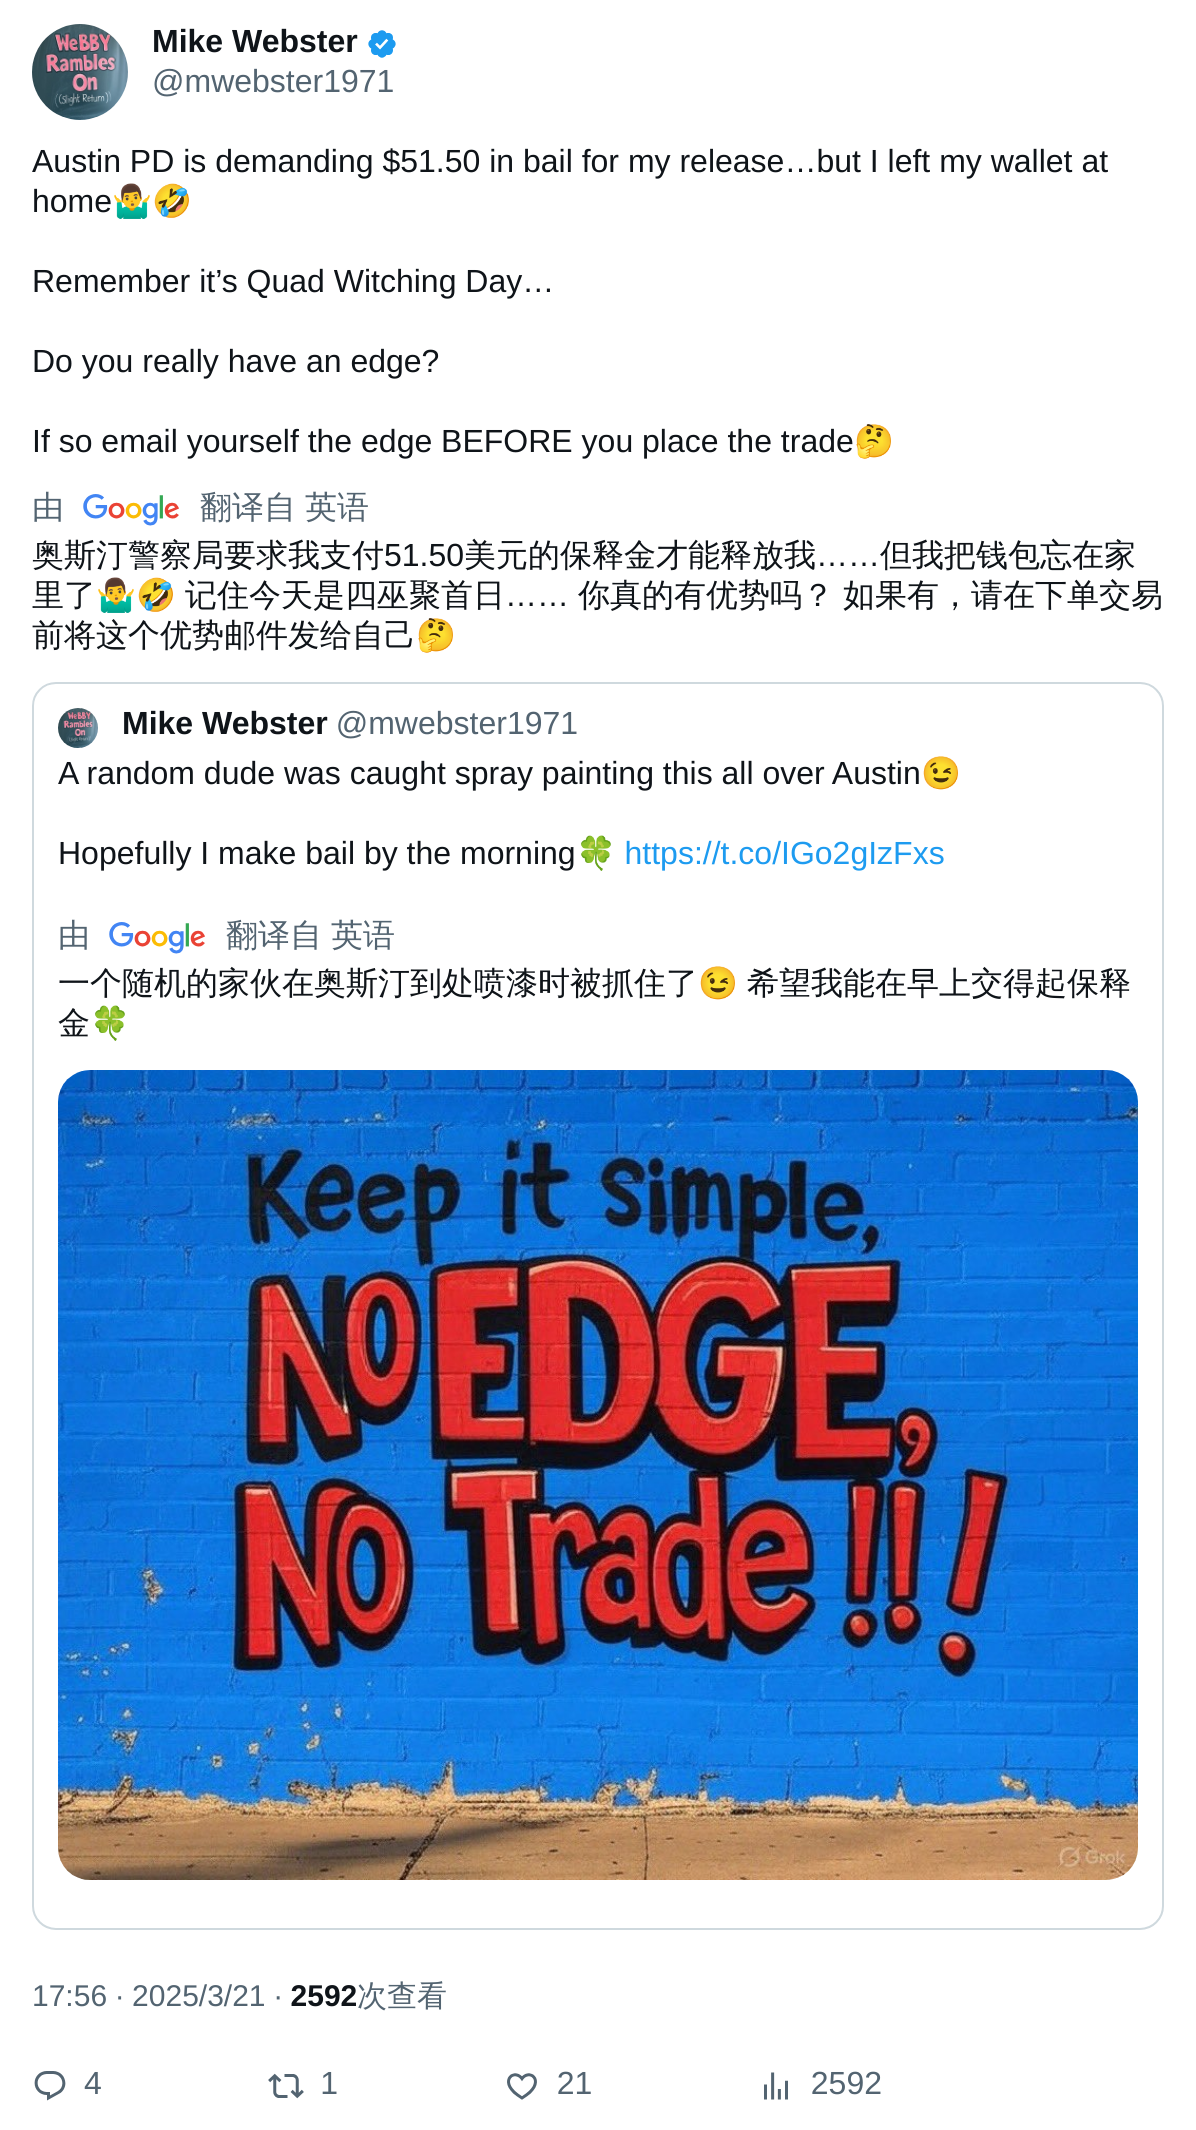 WeBBY
Rambles
On
((Slight Return))
Mike Webster
@mwebster1971
Austin PD is demanding $51.50 in bail for my release…but I left my wallet at
home🤷‍♂️🤣
Remember it’s Quad Witching Day…
Do you really have an edge?
If so email yourself the edge BEFORE you place the trade🤔
由 Google 翻译自 英语
奥斯汀警察局要求我支付51.50美元的保释金才能释放我……但我把钱包忘在家
里了🤷‍♂️🤣 记住今天是四巫聚首日…… 你真的有优势吗？ 如果有，请在下单交易
前将这个优势邮件发给自己🤔
WeBBY
Rambles
On
Mike Webster @mwebster1971
A random dude was caught spray painting this all over Austin😉
Hopefully I make bail by the morning🍀 https://t.co/IGo2gIzFxs
由 Google 翻译自 英语
一个随机的家伙在奥斯汀到处喷漆时被抓住了😉 希望我能在早上交得起保释
金🍀
Keep it simple,
NO EDGE,
NO Trade!!!
Grok
17:56 · 2025/3/21 · 2592次查看
4 1 21 2592